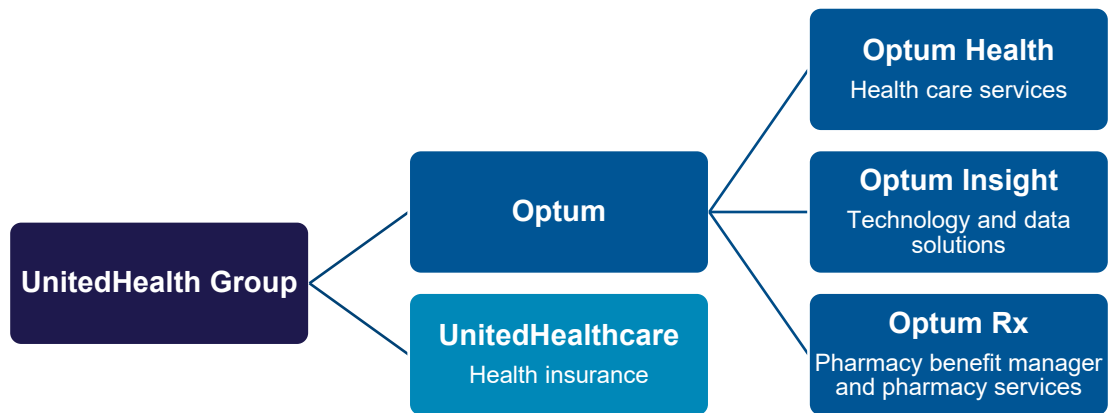 UnitedHealth Group
Optum
UnitedHealthcare
Health insurance
Optum Health
Health care services
Optum Insight
Technology and data
solutions
Optum Rx
Pharmacy benefit manager
and pharmacy services